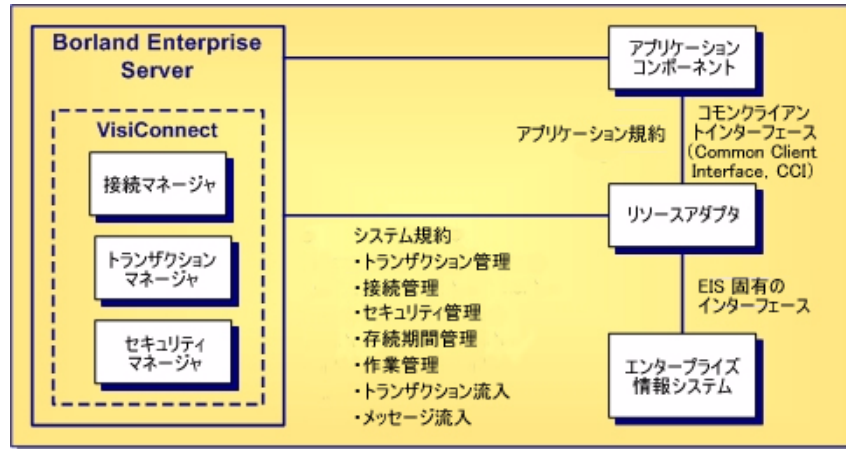 Borland Enterprise
Server
VisiConnect
接続マネージャ
トランザクション
マネージャ
セキュリティ
マネージャ
アプリケーション
コンポーネント
アプリケーション規約
コモンクライアン
トインターフェース
(Common Client
Interface, CCI)
リソースアダプタ
システム規約
・トランザクション管理
・接続管理
・セキュリティ管理
・存続期間管理
・作業管理
・トランザクション流入
・メッセージ流入
EIS 固有の
インターフェース
エンタープライズ
情報システム